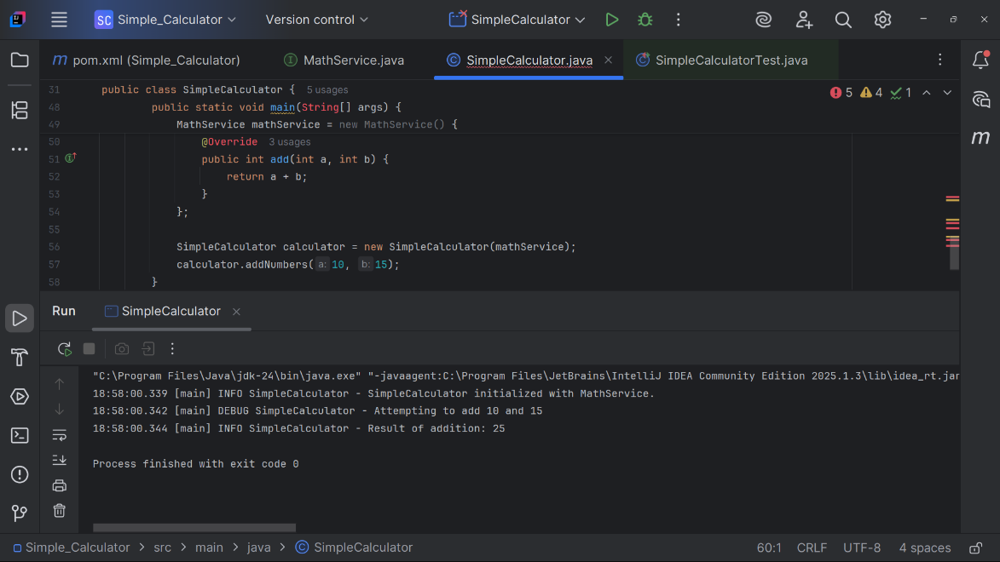 SC Simple_Calculator Version control SimpleCalculator
pom.xml (Simple_Calculator) MathService.java SimpleCalculator.java SimpleCalculatorTest.java
31 public class SimpleCalculator { 5 usages
5 4 1
48 public static void main(String[] args) {
49 MathService mathService = new MathService() {
50 @Override 3 usages
51 public int add(int a, int b) {
52 return a + b;
53 }
54 };
55
56 SimpleCalculator calculator = new SimpleCalculator(mathService);
57 calculator.addNumbers( a: 10, b: 15);
58 }
Run SimpleCalculator
"C:\Program Files\Java\jdk-24\bin\java.exe" "-javaagent:C:\Program Files\JetBrains\IntelliJ IDEA Community Edition 2025.1.3\lib\idea_rt.jar
18:58:00.339 [main] INFO SimpleCalculator - SimpleCalculator initialized with MathService.
18:58:00.342 [main] DEBUG SimpleCalculator - Attempting to add 10 and 15
18:58:00.344 [main] INFO SimpleCalculator - Result of addition: 25
Process finished with exit code 0
Simple_Calculator > src > main > java > SimpleCalculator 60:1 CRLF UTF-8 4 spaces